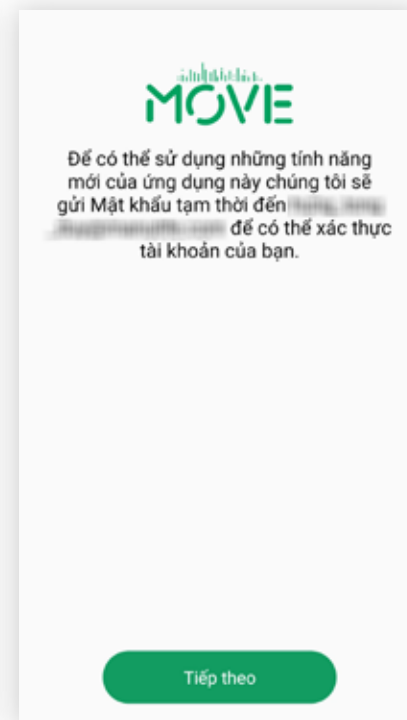 MOVE
Để có thể sử dụng những tính năng
mới của ứng dụng này chúng tôi sẽ
gửi Mật khẩu tạm thời đến
để có thể xác thực
tài khoản của bạn.
Tiếp theo